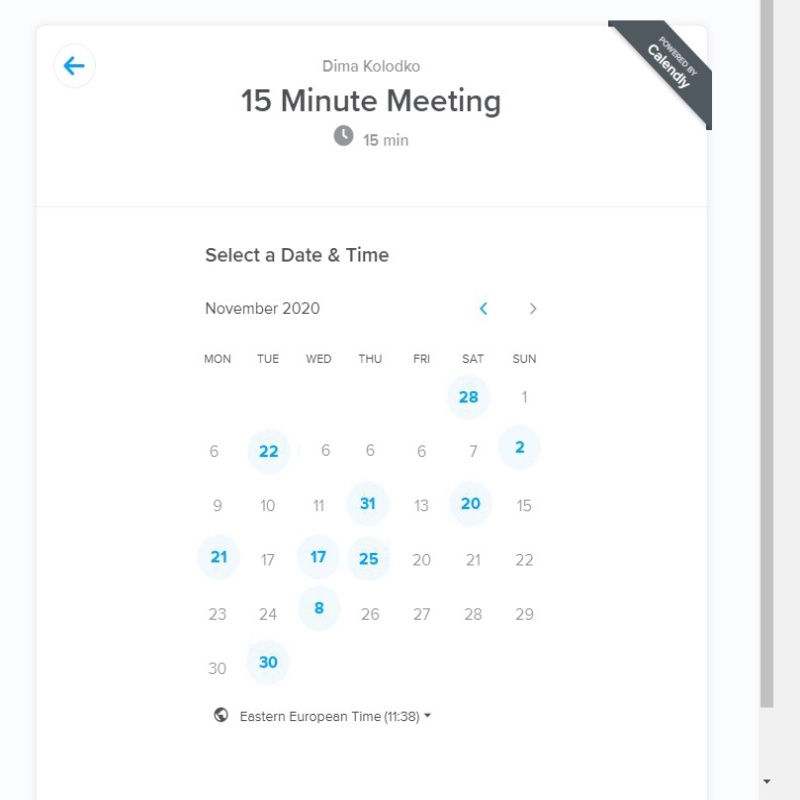 Dima Kolodko
POWERED BY
Calendly
15 Minute Meeting
15 min
Select a Date & Time
November 2020
MON TUE WED THU FRI SAT SUN
28 1
6 22 6 6 6 7 2
9 10 11 31 13 20 15
21 17 17 25 20 21 22
23 24 8 26 27 28 29
30 30
Eastern European Time (11:38)